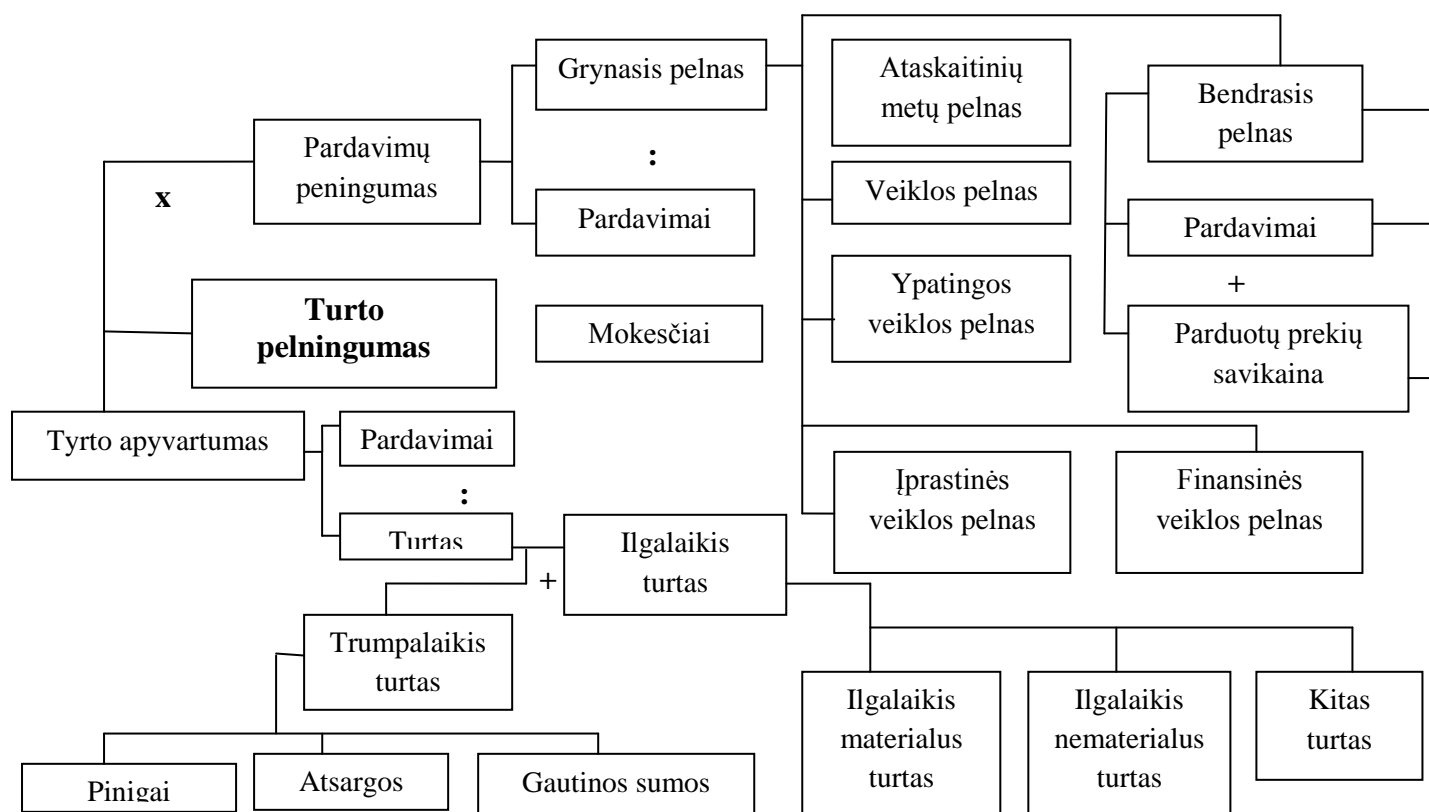 Grynasis pelnas
Ataskaitinių
metų pelnas
Bendrasis
pelnas
Pardavimų
peningumas
:
x
Veiklos pelnas
Pardavimai
Pardavimai
Ypatingos
veiklos pelnas
+
Turto
pelningumas
Mokesčiai
Parduotų prekių
savikaina
Tyrto apyvartumas
Pardavimai
:
Turtas
Įprastinės
veiklos pelnas
Finansinės
veiklos pelnas
Ilgalaikis
turtas
+
Trumpalaikis
turtas
Ilgalaikis
materialus
turtas
Ilgalaikis
nematerialus
turtas
Kitas
turtas
Pinigai
Atsargos
Gautinos sumos